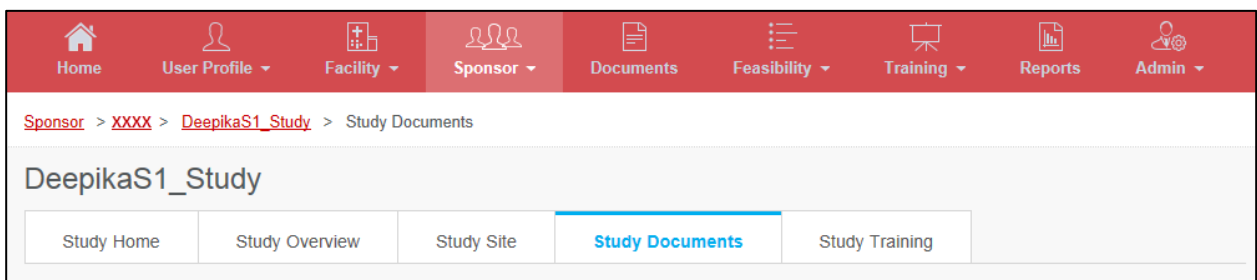 Home User Profile Facility Sponsor Documents Feasibility Training Reports Admin
Sponsor > XXXX > DeepikaS1_Study > Study Documents
DeepikaS1_Study
Study Home Study Overview Study Site Study Documents Study Training